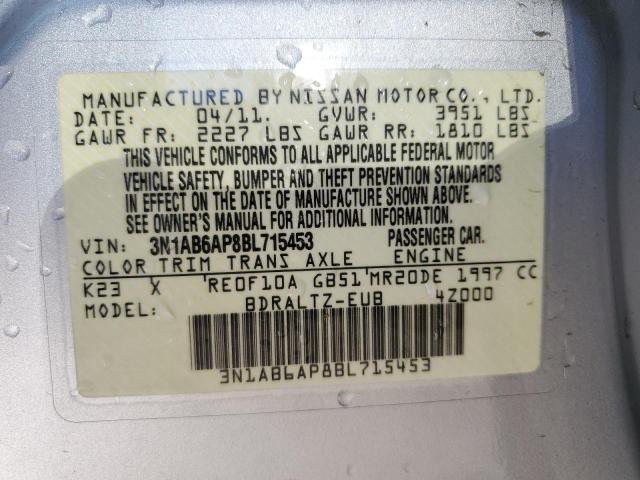 MANUFACTURED BY NISSAN MOTOR CO., LTD.
DATE: 04/11. GVWR: 3951 LBS
GAWR FR: 2227 LBS GAWR RR: 1810 LBS
THIS VEHICLE CONFORMS TO ALL APPLICABLE FEDERAL MOTOR
VEHICLE SAFETY, BUMPER AND THEFT PREVENTION STANDARDS
IN EFFECT ON THE DATE OF MANUFACTURE SHOWN ABOVE.
SEE OWNER'S MANUAL FOR ADDITIONAL INFORMATION.
VIN: 3N1AB6AP8BL715453 PASSENGER CAR.
COLOR TRIM TRANS AXLE ENGINE
K23 X 'RE0F10A GB51'MR20DE 1997 CC
MODEL: BDRALTZ-EUB 4Z000
3N1AB6AP8BL715453